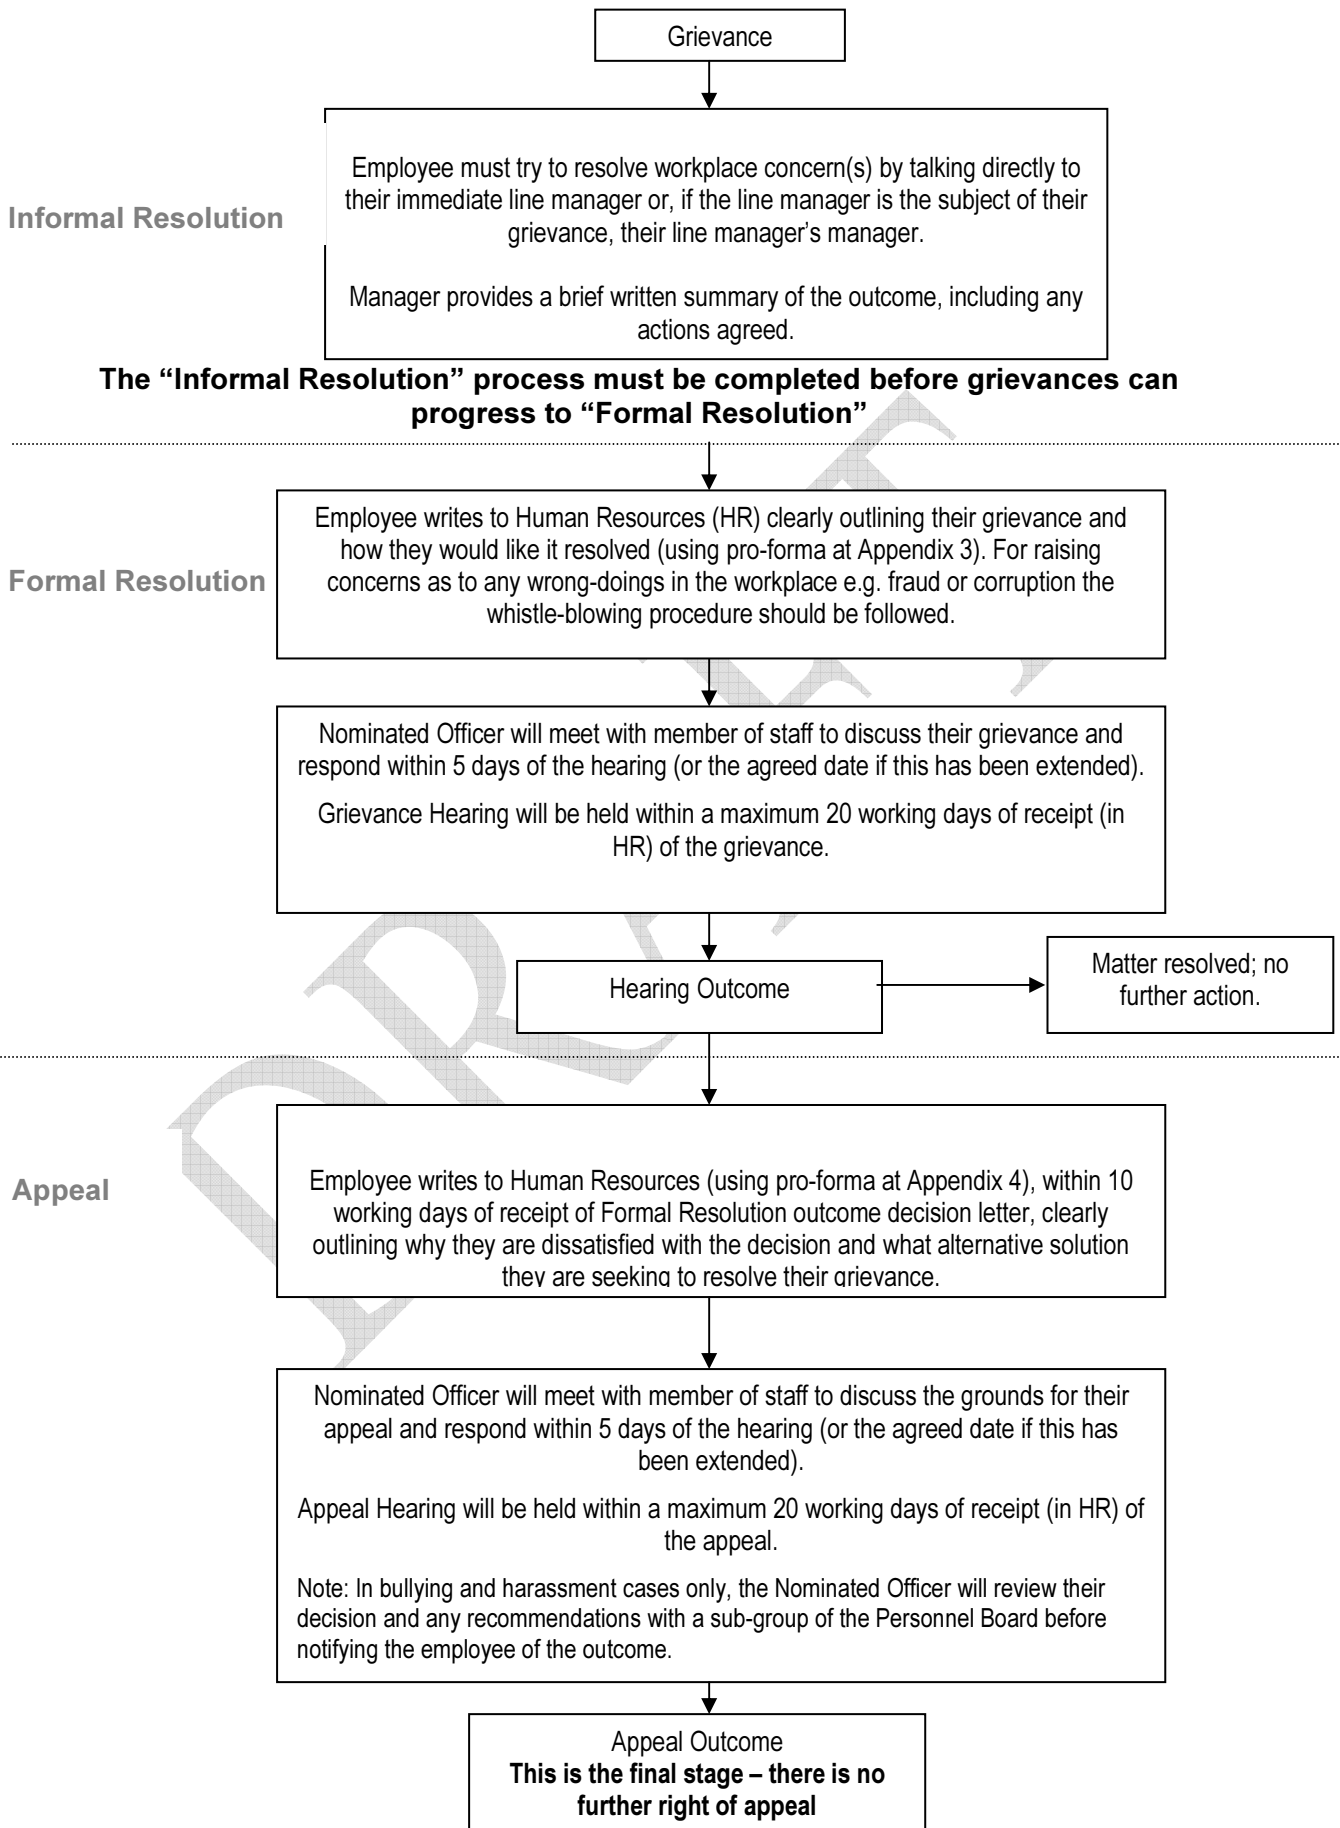 Grievance
Informal Resolution
Employee must try to resolve workplace concern(s) by talking directly to
their immediate line manager or, if the line manager is the subject of their
grievance, their line manager’s manager.
Manager provides a brief written summary of the outcome, including any
actions agreed.
The “Informal Resolution” process must be completed before grievances can
progress to “Formal Resolution”
Formal Resolution
Employee writes to Human Resources (HR) clearly outlining their grievance and
how they would like it resolved (using pro-forma at Appendix 3). For raising
concerns as to any wrong-doings in the workplace e.g. fraud or corruption the
whistle-blowing procedure should be followed.
Nominated Officer will meet with member of staff to discuss their grievance and
respond within 5 days of the hearing (or the agreed date if this has been extended).
Grievance Hearing will be held within a maximum 20 working days of receipt (in
HR) of the grievance.
Hearing Outcome
Matter resolved; no
further action.
Appeal
Employee writes to Human Resources (using pro-forma at Appendix 4), within 10
working days of receipt of Formal Resolution outcome decision letter, clearly
outlining why they are dissatisfied with the decision and what alternative solution
they are seeking to resolve their grievance.
Nominated Officer will meet with member of staff to discuss the grounds for their
appeal and respond within 5 days of the hearing (or the agreed date if this has
been extended).
Appeal Hearing will be held within a maximum 20 working days of receipt (in HR) of
the appeal.
Note: In bullying and harassment cases only, the Nominated Officer will review their
decision and any recommendations with a sub-group of the Personnel Board before
notifying the employee of the outcome.
Appeal Outcome
This is the final stage – there is no
further right of appeal
DRAFT